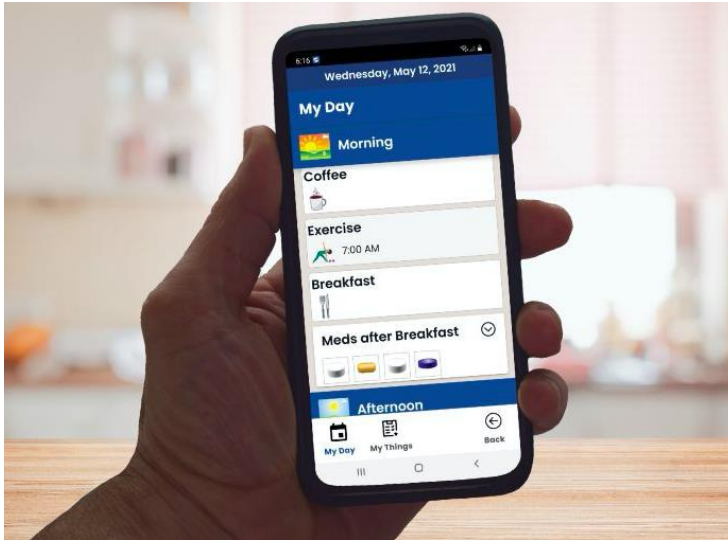 6:16
Wednesday, May 12, 2021
My Day
Morning
Coffee
Exercise
7:00 AM
Breakfast
Meds after Breakfast
Afternoon
My Day
My Things
Back